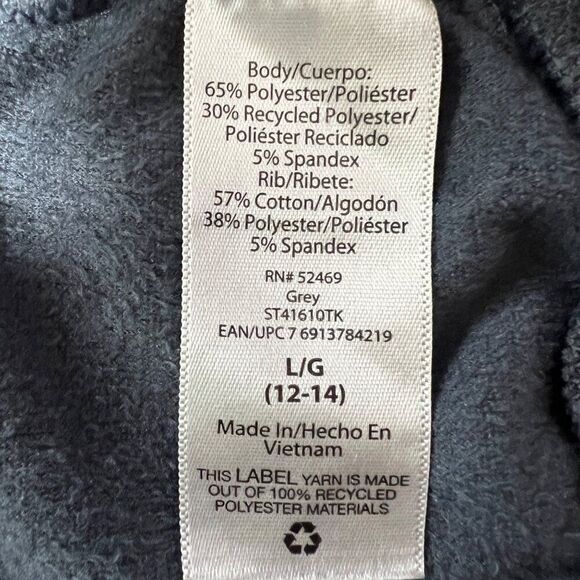 Body/Cuerpo:
65% Polyester/Poliéster
30% Recycled Polyester/
Poliéster Reciclado
5% Spandex
Rib/Ribete:
57% Cotton/Algodón
38% Polyester/Poliéster
5% Spandex
RN# 52469
Grey
ST41610TK
EAN/UPC 7 6913784219
L/G
(12-14)
Made In/Hecho En
Vietnam
THIS LABEL YARN IS MADE
OUT OF 100% RECYCLED
POLYESTER MATERIALS